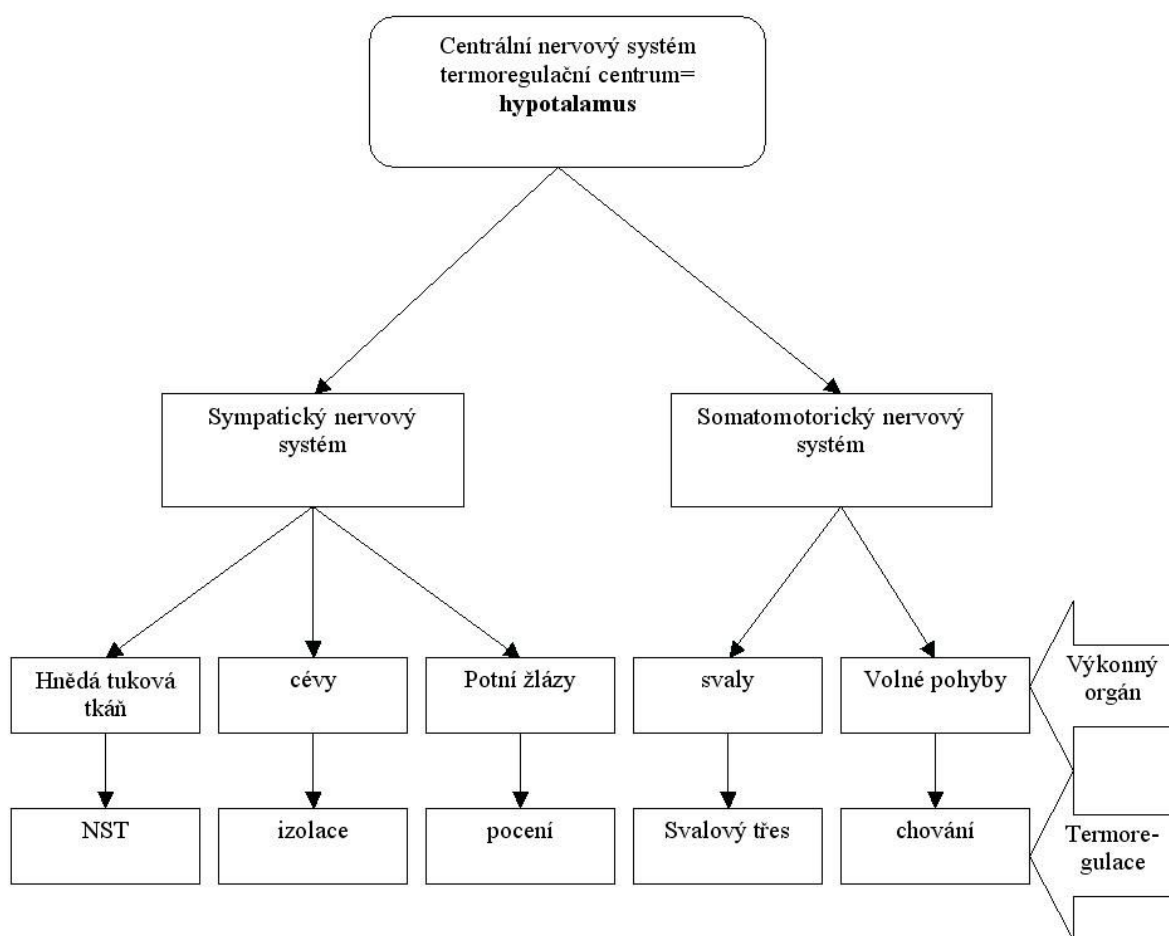 Centrální nervový systém
termoregulační centrum=
hypotalamus
Sympatický nervový
systém
Somatomotorický nervový
systém
Hnědá tuková
tkáň
cévy
Potní žlázy
svaly
Volné pohyby
Výkonný
orgán
NST
izolace
pocení
Svalový třes
chování
Termore-
gulace